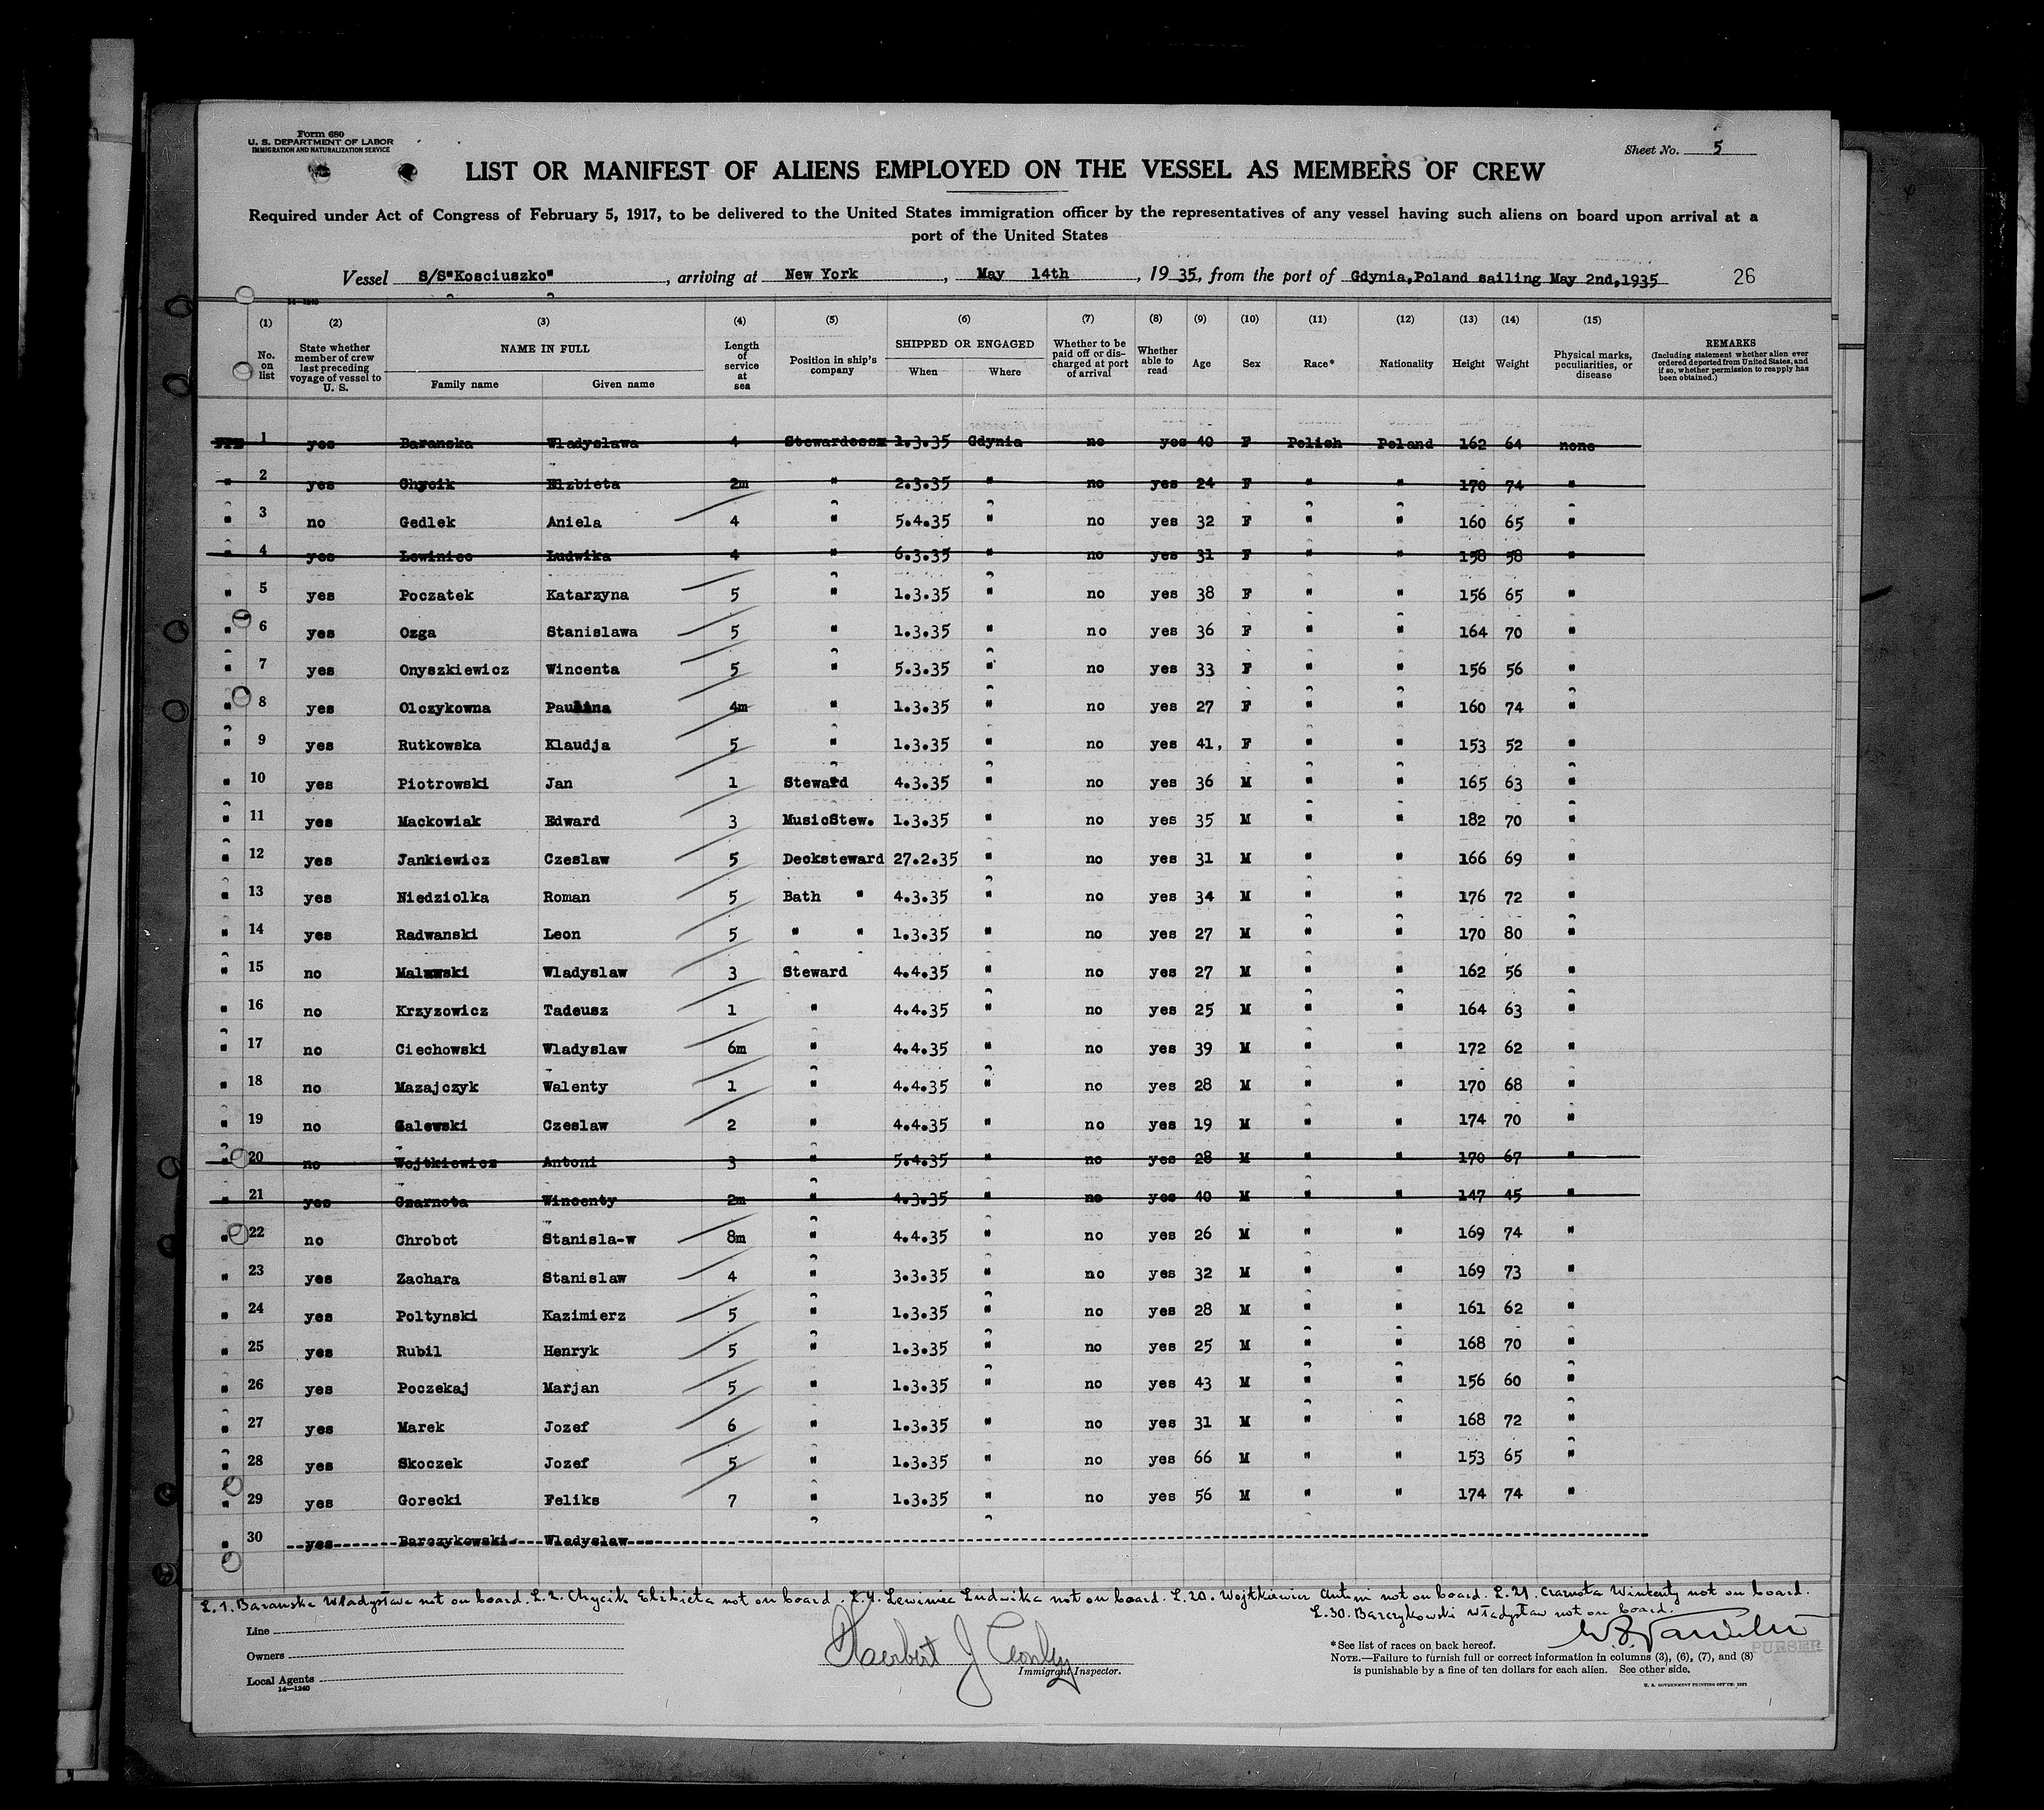 Form 680
U. S. DEPARTMENT OF LABOR
IMMIGRATION AND NATURALIZATION SERVICE
Sheet No. 5
LIST OR MANIFEST OF ALIENS EMPLOYED ON THE VESSEL AS MEMBERS OF CREW
Required under Act of Congress of February 5, 1917, to be delivered to the United States immigration officer by the representatives of any vessel having such aliens on board upon arrival at a
port of the United States
Vessel S/S"Kosciuszko", arriving at New York, May 14th, 1935, from the port of Gdynia,Poland sailing May 2nd,1935 26
(1) (2) (3) (4) (5) (6) (7) (8) (9) (10) (11) (12) (13) (14) (15)
No. on list State whether member of crew last preceding voyage of vessel to U. S. NAME IN FULL Family name Given name Length of service at sea Position in ship's company SHIPPED OR ENGAGED When Where Whether to be paid off or discharged at port of arrival Whether able to read Age Sex Race* Nationality Height Weight Physical marks, peculiarities, or disease REMARKS (Including statement whether alien ever ordered deported from United States, and if so, whether permission to reapply has been obtained.)
1 yes Baranska Wladyslawa 4 Stewardessx 1.3.35 Gdynia no yes 40 F Polish Poland 162 64 none
" 2 yes Chycik Elzbieta 2m " 2.3.35 " no yes 24 F " " 170 74 "
" 3 no Gedlek Aniela 4 " 5.4.35 " no yes 32 F " " 160 65 "
" 4 yes Lewiniec Ludwika 4 " 6.3.35 " no yes 31 F " " 158 58 "
" 5 yes Poczatek Katarzyna 5 " 1.3.35 " no yes 38 F " " 156 65 "
" 6 yes Ozga Stanislawa 5 " 1.3.35 " no yes 36 F " " 164 70 "
" 7 yes Onyszkiewicz Wincenta 5 " 5.3.35 " no yes 33 F " " 156 56 "
" 8 yes Olczykowna Paulina 4m " 1.3.35 " no yes 27 F " " 160 74 "
" 9 yes Rutkowska Klaudja 5 " 1.3.35 " no yes 41, F " " 153 52 "
" 10 yes Piotrowski Jan 1 Steward 4.3.35 " no yes 36 M " " 165 63 "
" 11 yes Mackowiak Edward 3 MusicStew. 1.3.35 " no yes 35 M " " 182 70 "
" 12 yes Jankiewicz Czeslaw 5 Decksteward 27.2.35 " no yes 31 M " " 166 69 "
" 13 yes Niedziolka Roman 5 Bath " 4.3.35 " no yes 34 M " " 176 72 "
" 14 yes Radwanski Leon 5 " " 1.3.35 " no yes 27 M " " 170 80 "
" 15 no Wladyslaw 3 Steward 4.4.35 " no yes 27 M " " 162 56 "
" 16 no Krzyzowicz Tadeusz 1 " 4.4.35 " no yes 25 M " " 164 63 "
" 17 no Ciechowski Wladyslaw 6m " 4.4.35 " no yes 39 M " " 172 62 "
" 18 no Mazajczyk Walenty 1 " 4.4.35 " no yes 28 M " " 170 68 "
" 19 no Czeslaw 2 " 4.4.35 " no yes 19 M " " 174 70 "
" 20 no Wojtkiewicz Antoni 3 " 5.4.35 " no yes 28 M " " 170 67 "
" 21 yes Czarnota Wincenty 2m " 4.3.35 " no yes 40 M " " 147 45 "
" 22 no Chrobot Stanisla-w 8m " 4.4.35 " no yes 26 M " " 169 74 "
" 23 yes Zachara Stanislaw 4 " 3.3.35 " no yes 32 M " " 169 73 "
" 24 yes Poltynski Kazimierz 5 " 1.3.35 " no yes 28 M " " 161 62 "
" 25 yes Rubil Henryk 5 " 1.3.35 " no yes 25 M " " 168 70 "
" 26 yes Poczekaj Marjan 5 " 1.3.35 " no yes 43 M " " 156 60 "
" 27 yes Marek Jozef 6 " 1.3.35 " no yes 31 M " " 168 72 "
" 28 yes Skoczek Jozef 5 " 1.3.35 " no yes 66 M " " 153 65 "
" 29 yes Gorecki Feliks 7 " 1.3.35 " no yes 56 M " " 174 74 "
" 30 yes Barczykowski Wladyslaw
L.1. Baranska Władysława not on board. L.2. Chycik Elzbieta not on board. L.4. Lewiniec Ludwika not on board. L.20. Wojtkiewicz Antoni not on board. L.21. Czarnota Wincenty not on board.
L.30. Barczykowski Władysław not on board.
Line
Owners
Local Agents
14—1240
Herbert J
Immigrant Inspector.
PURSER
*See list of races on back hereof.
NOTE.—Failure to furnish full or correct information in columns (3), (6), (7), and (8)
is punishable by a fine of ten dollars for each alien. See other side.
U. S. GOVERNMENT PRINTING OFFICE: 1931